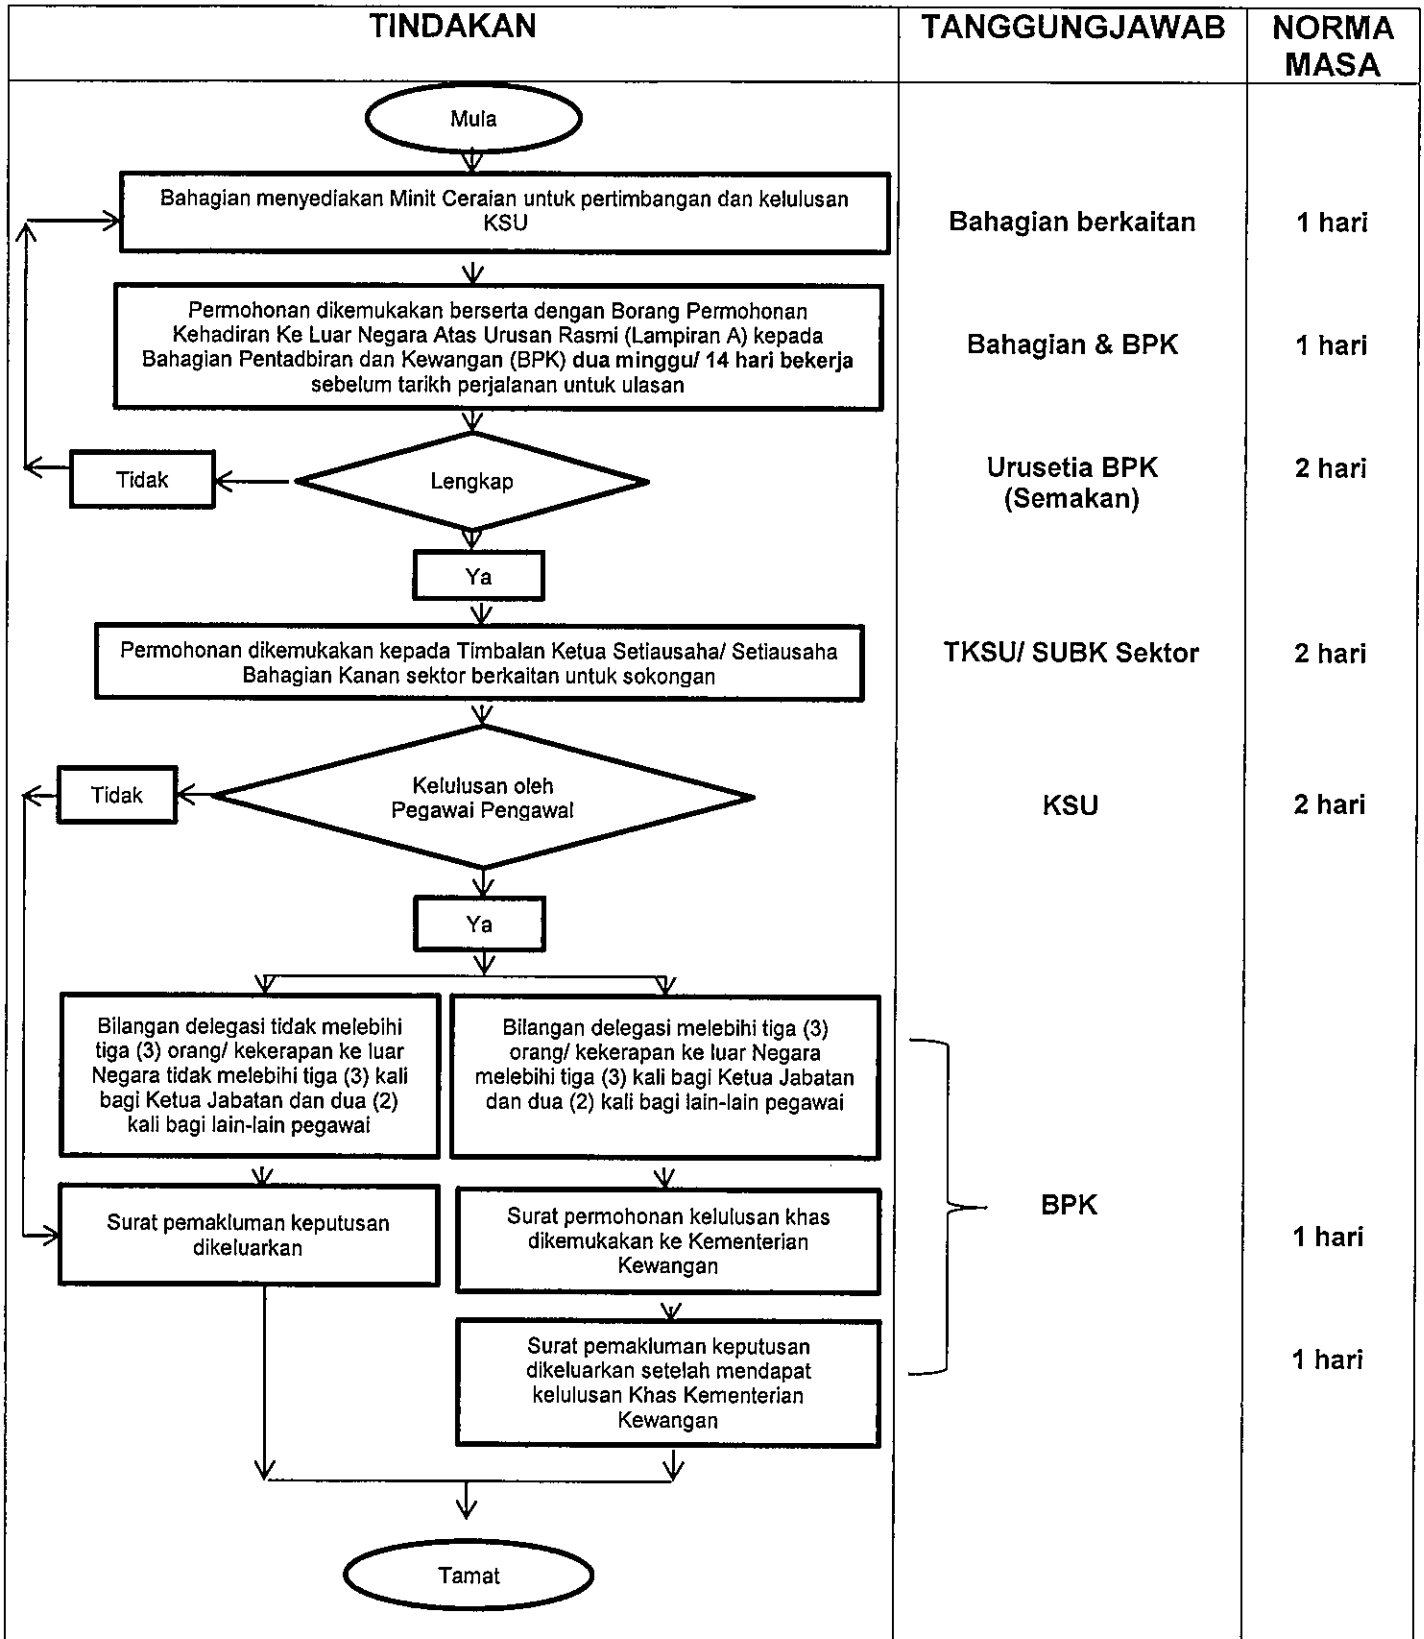 TINDAKAN
TANGGUNGJAWAB
NORMA
MASA
Mula
Bahagian menyediakan Minit Ceraian untuk pertimbangan dan kelulusan
KSU
Bahagian berkaitan
1 hari
Permohonan dikemukakan berserta dengan Borang Permohonan
Kehadiran Ke Luar Negara Atas Urusan Rasmi (Lampiran A) kepada
Bahagian Pentadbiran dan Kewangan (BPK) dua minggu/ 14 hari bekerja
sebelum tarikh perjalanan untuk ulasan
Bahagian & BPK
1 hari
Tidak
Lengkap
Urusetia BPK
(Semakan)
2 hari
Ya
Permohonan dikemukakan kepada Timbalan Ketua Setiausaha/ Setiausaha
Bahagian Kanan sektor berkaitan untuk sokongan
TKSU/ SUBK Sektor
2 hari
Tidak
Kelulusan oleh
Pegawai Pengawal
KSU
2 hari
Ya
Bilangan delegasi tidak melebihi
tiga (3) orang/ kekerapan ke luar
Negara tidak melebihi tiga (3) kali
bagi Ketua Jabatan dan dua (2)
kali bagi lain-lain pegawai
Bilangan delegasi melebihi tiga (3)
orang/ kekerapan ke luar Negara
melebihi tiga (3) kali bagi Ketua Jabatan
dan dua (2) kali bagi lain-lain pegawai
Surat pemakluman keputusan
dikeluarkan
Surat permohonan kelulusan khas
dikemukakan ke Kementerian
Kewangan
BPK
1 hari
Surat pemakluman keputusan
dikeluarkan setelah mendapat
kelulusan Khas Kementerian
Kewangan
1 hari
Tamat